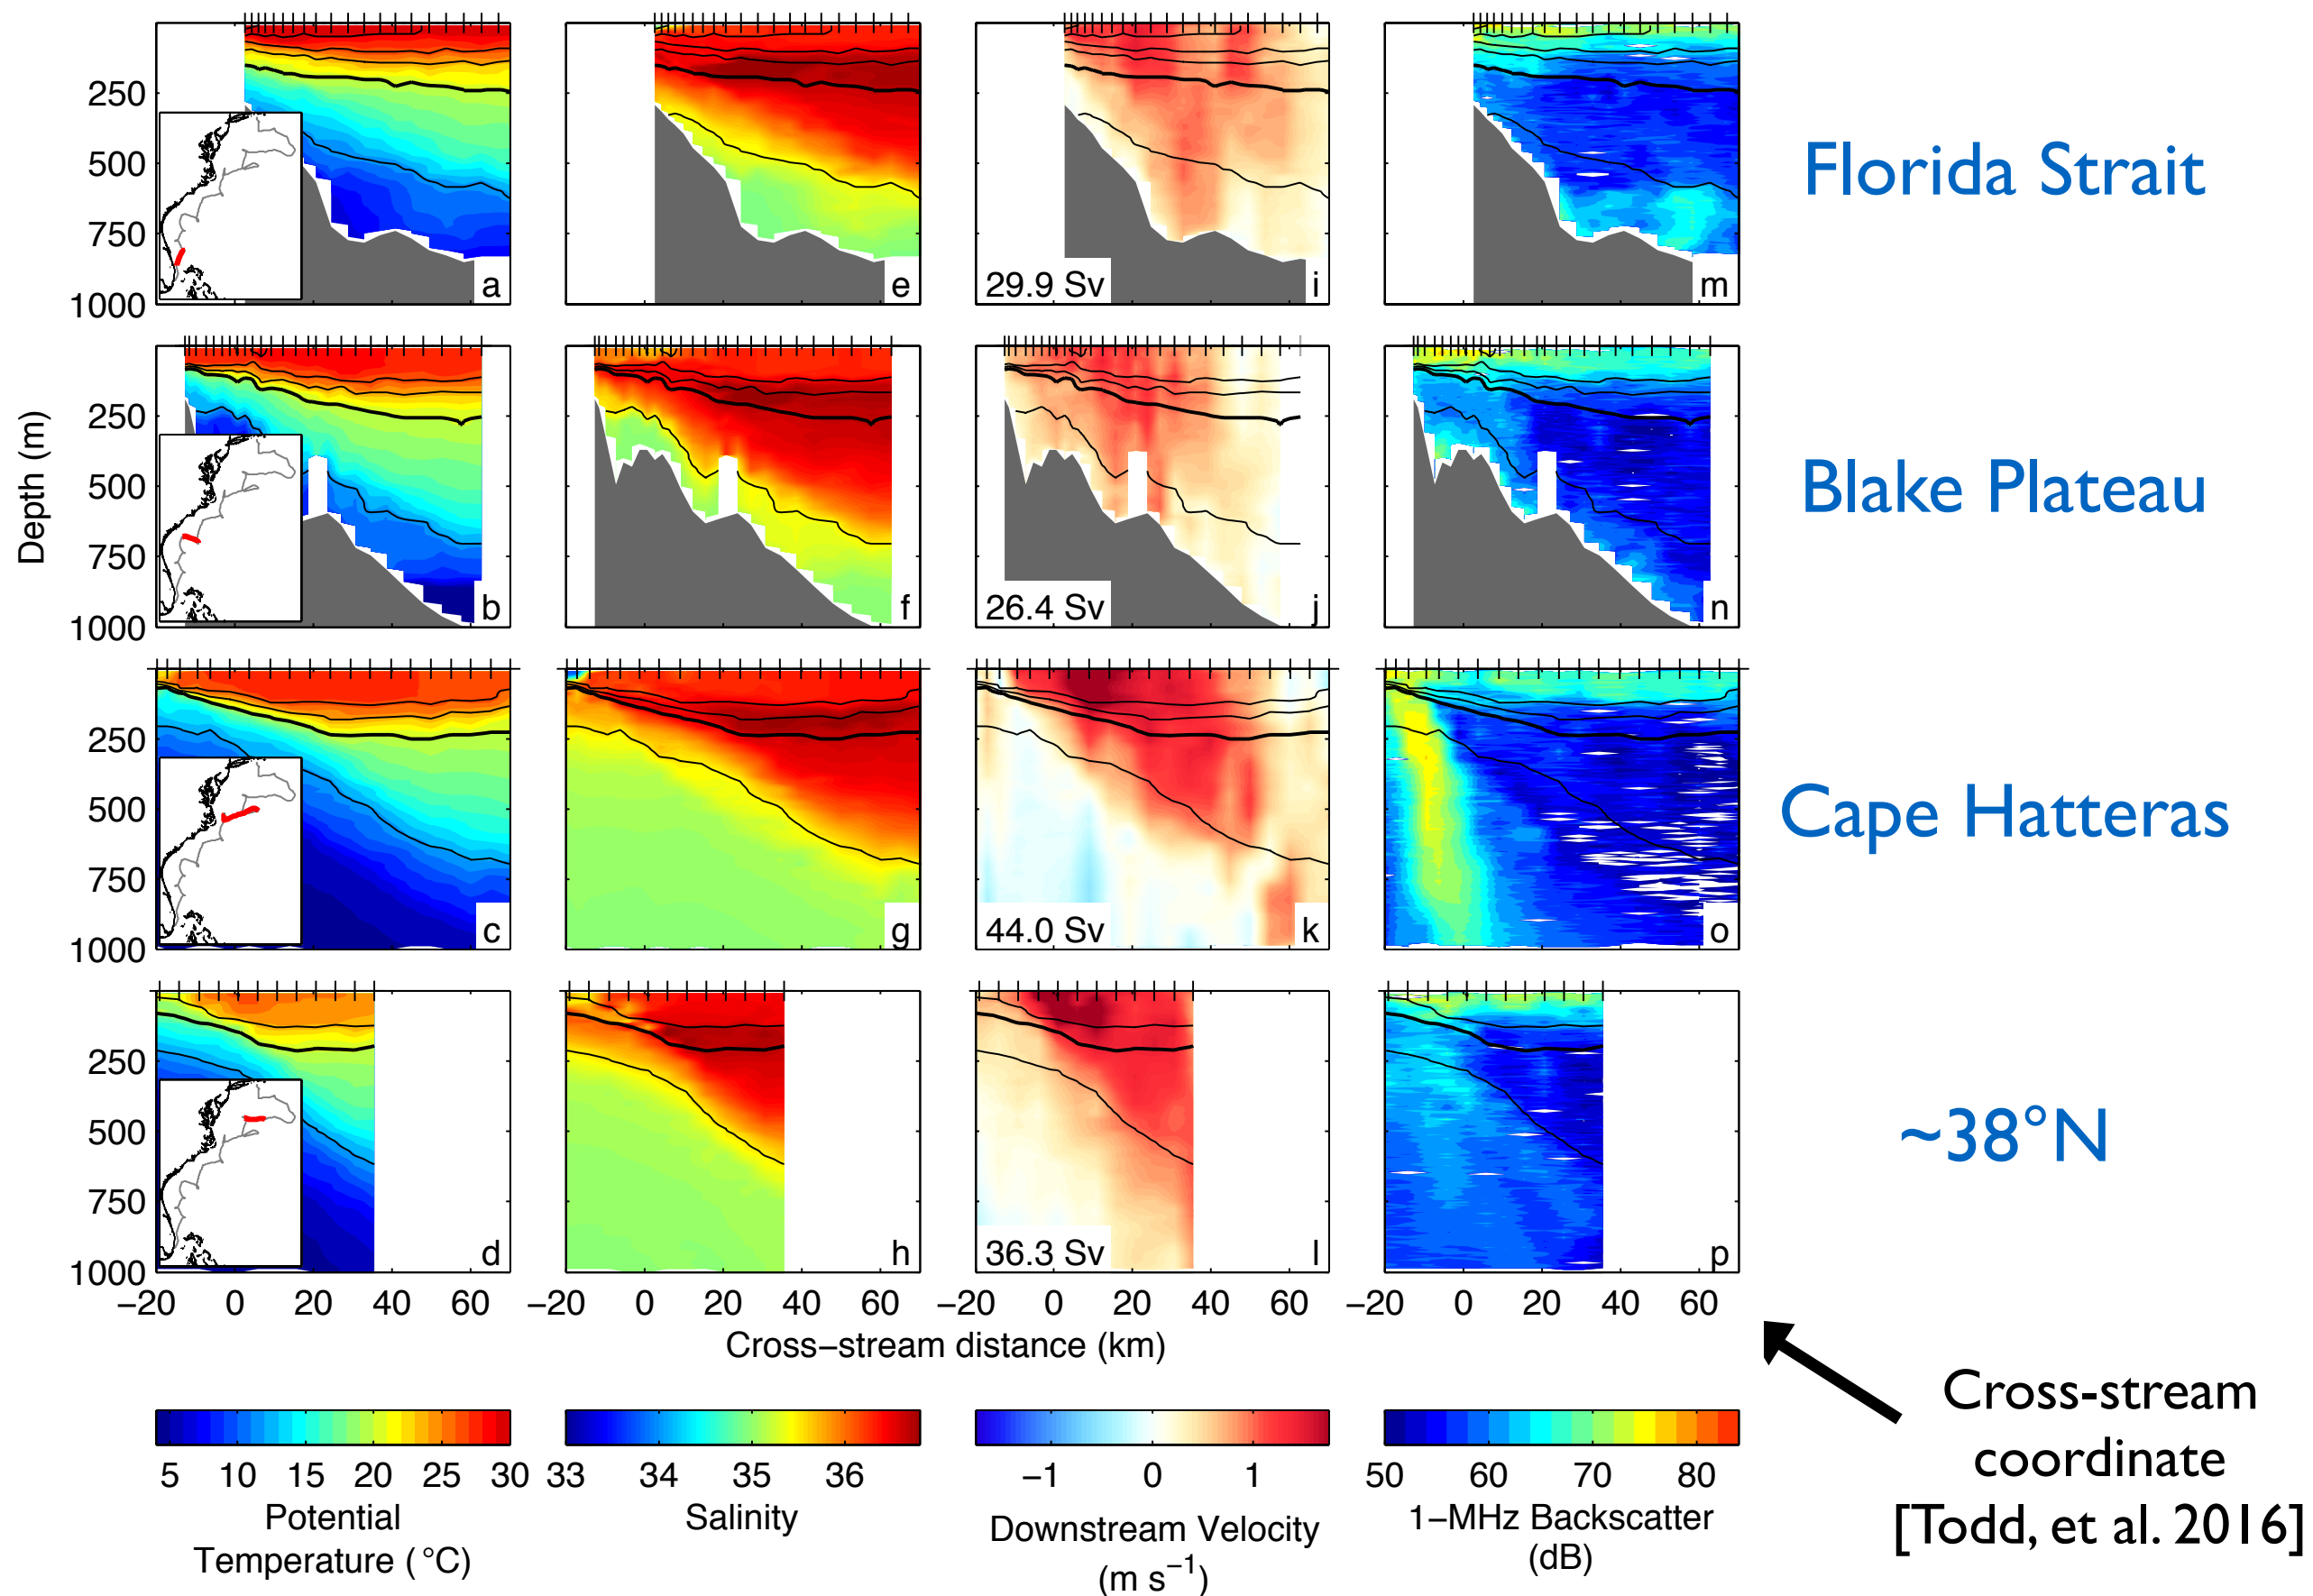 250
500
750
1000
a
e
29.9 Sv
i
m
Florida Strait
Depth (m)
250
500
750
1000
b
f
26.4 Sv
j
n
Blake Plateau
250
500
750
1000
c
g
44.0 Sv
k
o
Cape Hatteras
250
500
750
1000
d
h
36.3 Sv
l
p
~38°N
−20 0 20 40 60
−20 0 20 40 60
−20 0 20 40 60
−20 0 20 40 60
Cross−stream distance (km)
5 10 15 20 25 30
Potential
Temperature (°C)
33 34 35 36
Salinity
−1 0 1
Downstream Velocity
(m s⁻¹)
50 60 70 80
1−MHz Backscatter
(dB)
Cross-stream
coordinate
[Todd, et al. 2016]